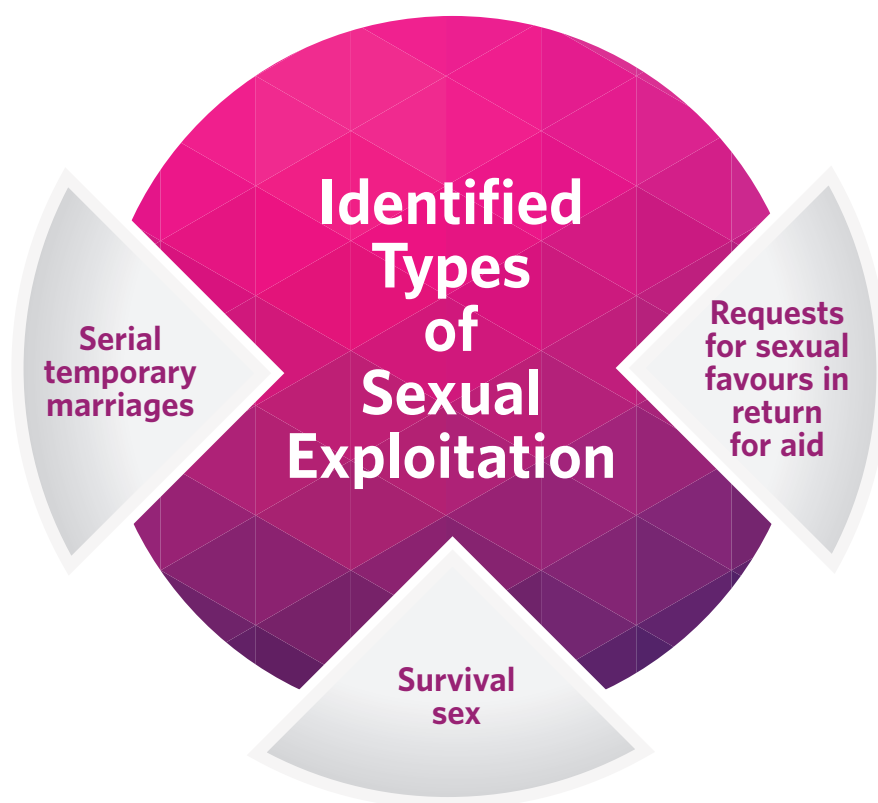 Identified
Types
of
Sexual
Exploitation
Serial
temporary
marriages
Requests
for sexual
favours in
return
for aid
Survival
sex